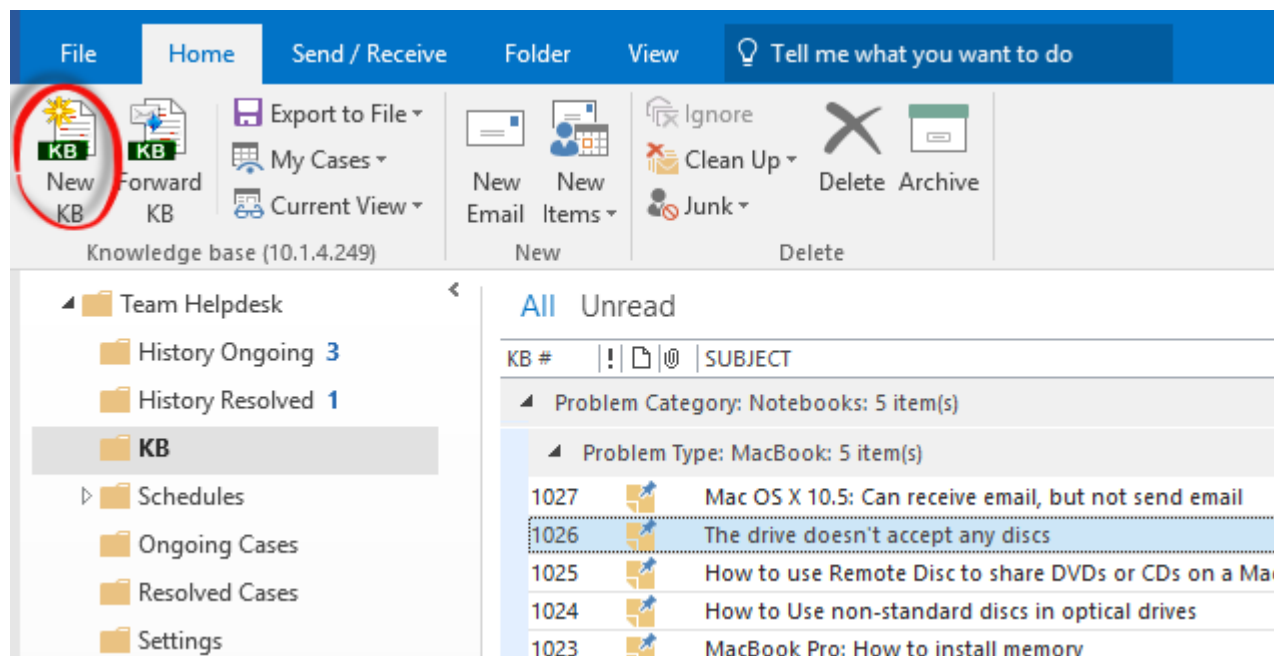 File Home Send / Receive Folder View Tell me what you want to do
KB KB Export to File Ignore
My Cases Clean Up
New Forward New New Delete Archive
KB KB Current View Email Items Junk
Knowledge base (10.1.4.249) New Delete
Team Helpdesk
History Ongoing 3
History Resolved 1
KB
Schedules
Ongoing Cases
Resolved Cases
Settings
All Unread
KB # ! SUBJECT
Problem Category: Notebooks: 5 item(s)
Problem Type: MacBook: 5 item(s)
1027 Mac OS X 10.5: Can receive email, but not send email
1026 The drive doesn't accept any discs
1025 How to use Remote Disc to share DVDs or CDs on a Mac
1024 How to Use non-standard discs in optical drives
1023 MacBook Pro: How to install memory